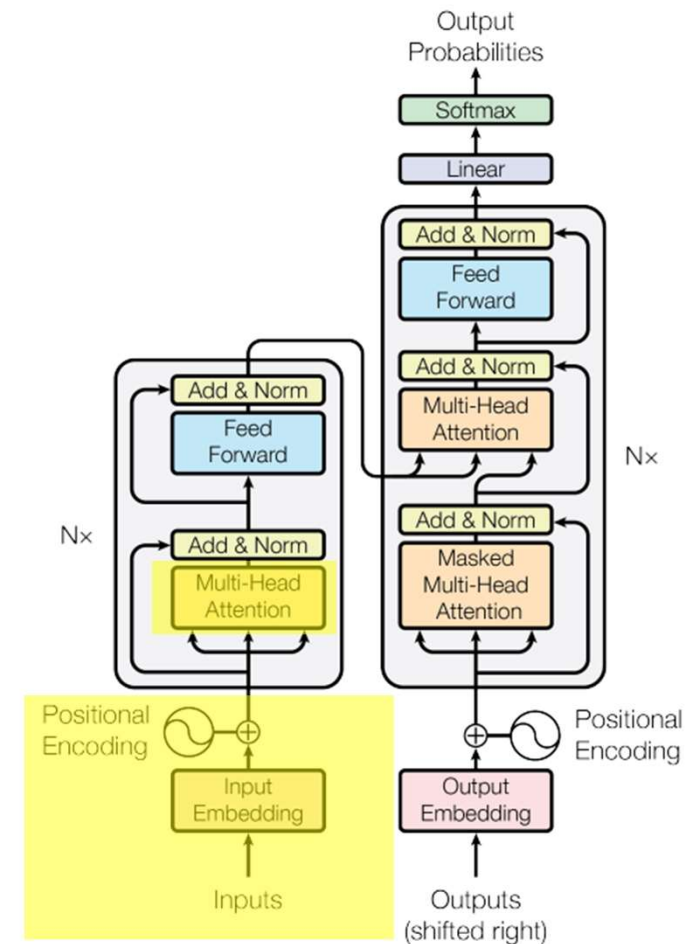 Output
Probabilities
Softmax
Linear
Add & Norm
Feed
Forward
Add & Norm
Multi-Head
Attention
Nx
Add & Norm
Masked
Multi-Head
Attention
Positional
Encoding
Output
Embedding
Outputs
(shifted right)
Add & Norm
Feed
Forward
Nx
Add & Norm
Multi-Head
Attention
Positional
Encoding
Input
Embedding
Inputs